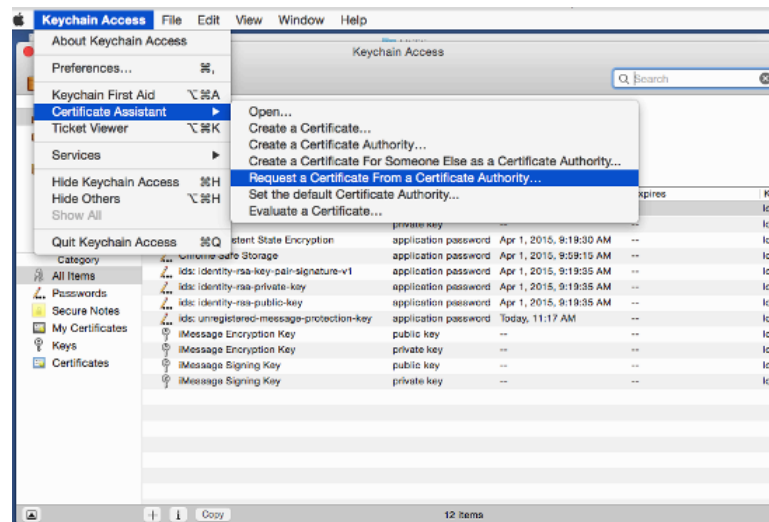 Keychain Access File Edit View Window Help
About Keychain Access
Keychain Access
Preferences... ⌘,
Search
Keychain First Aid ⌥⌘A
Certificate Assistant ▶
Ticket Viewer ⌥⌘K
Services ▶
Hide Keychain Access ⌘H
Hide Others ⌥⌘H
Show All
Quit Keychain Access ⌘Q
Open...
Create a Certificate...
Create a Certificate Authority...
Create a Certificate For Someone Else as a Certificate Authority...
Request a Certificate From a Certificate Authority...
Set the default Certificate Authority...
Evaluate a Certificate...
xpires
private key
stent State Encryption application password Apr 1, 2015, 9:19:30 AM --
Chrome Safe Storage application password Apr 1, 2015, 9:59:15 AM --
ids: identity-rsa-key-pair-signature-v1 application password Apr 1, 2015, 9:19:35 AM --
ids: identity-rsa-private-key application password Apr 1, 2015, 9:19:35 AM --
ids: identity-rsa-public-key application password Apr 1, 2015, 9:19:35 AM --
ids: unregistered-message-protection-key application password Today, 11:17 AM --
iMessage Encryption Key public key -- --
iMessage Encryption Key private key -- --
iMessage Signing Key public key -- --
iMessage Signing Key private key -- --
Category
All Items
Passwords
Secure Notes
My Certificates
Keys
Certificates
+ i Copy 12 items